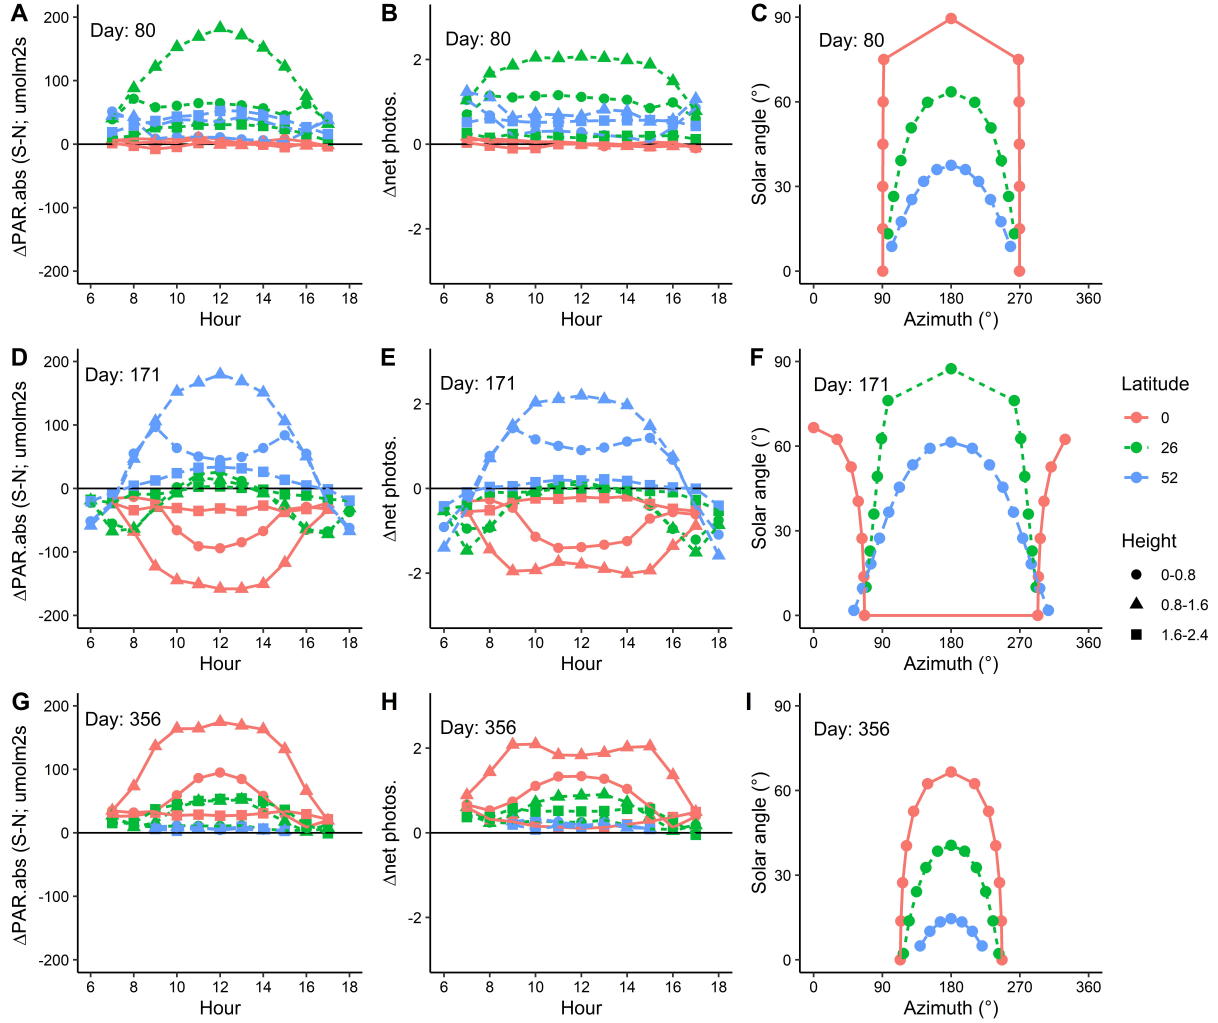 A
Day: 80
ΔPAR.abs (S-N; umolm2s
200
100
0
-100
-200
6 8 10 12 14 16 18
Hour
B
Day: 80
Δnet photos.
2
0
-2
6 8 10 12 14 16 18
Hour
C
Day: 80
Solar angle (°)
90
60
30
0
0 90 180 270 360
Azimuth (°)
D
Day: 171
ΔPAR.abs (S-N; umolm2s
200
100
0
-100
-200
6 8 10 12 14 16 18
Hour
E
Day: 171
Δnet photos.
2
0
-2
6 8 10 12 14 16 18
Hour
F
Day: 171
Solar angle (°)
90
60
30
0
0 90 180 270 360
Azimuth (°)
Latitude
0
26
52
Height
0-0.8
0.8-1.6
1.6-2.4
G
Day: 356
ΔPAR.abs (S-N; umolm2s
200
100
0
-100
-200
6 8 10 12 14 16 18
Hour
H
Day: 356
Δnet photos.
2
0
-2
6 8 10 12 14 16 18
Hour
I
Day: 356
Solar angle (°)
90
60
30
0
0 90 180 270 360
Azimuth (°)